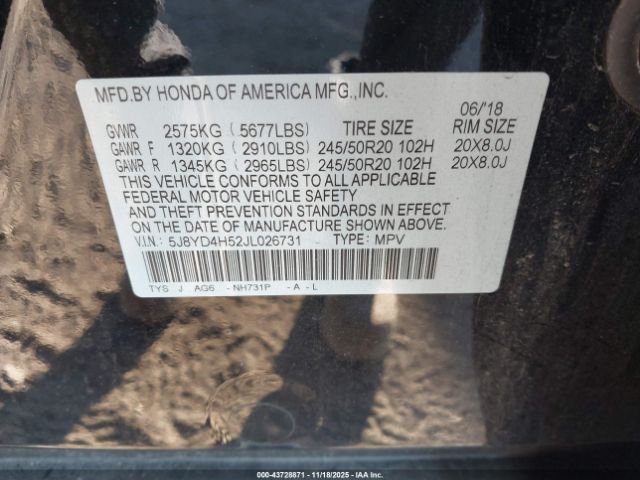 MFD.BY HONDA OF AMERICA MFG.,INC.
06/'18
GVWR 2575KG ( 5677LBS) TIRE SIZE RIM SIZE
GAWR F 1320KG ( 2910LBS) 245/50R20 102H 20X8.0J
GAWR R 1345KG ( 2965LBS) 245/50R20 102H 20X8.0J
THIS VEHICLE CONFORMS TO ALL APPLICABLE
FEDERAL MOTOR VEHICLE SAFETY
AND THEFT PREVENTION STANDARDS IN EFFECT
ON THE DATE OF MANUFACTURE SHOWN ABOVE.
V.I.N.: 5J8YD4H52JL026731 TYPE: MPV
TYS J AG6 -NH731P -A-L
000-43728871 11/18/2025 IAAI.COM